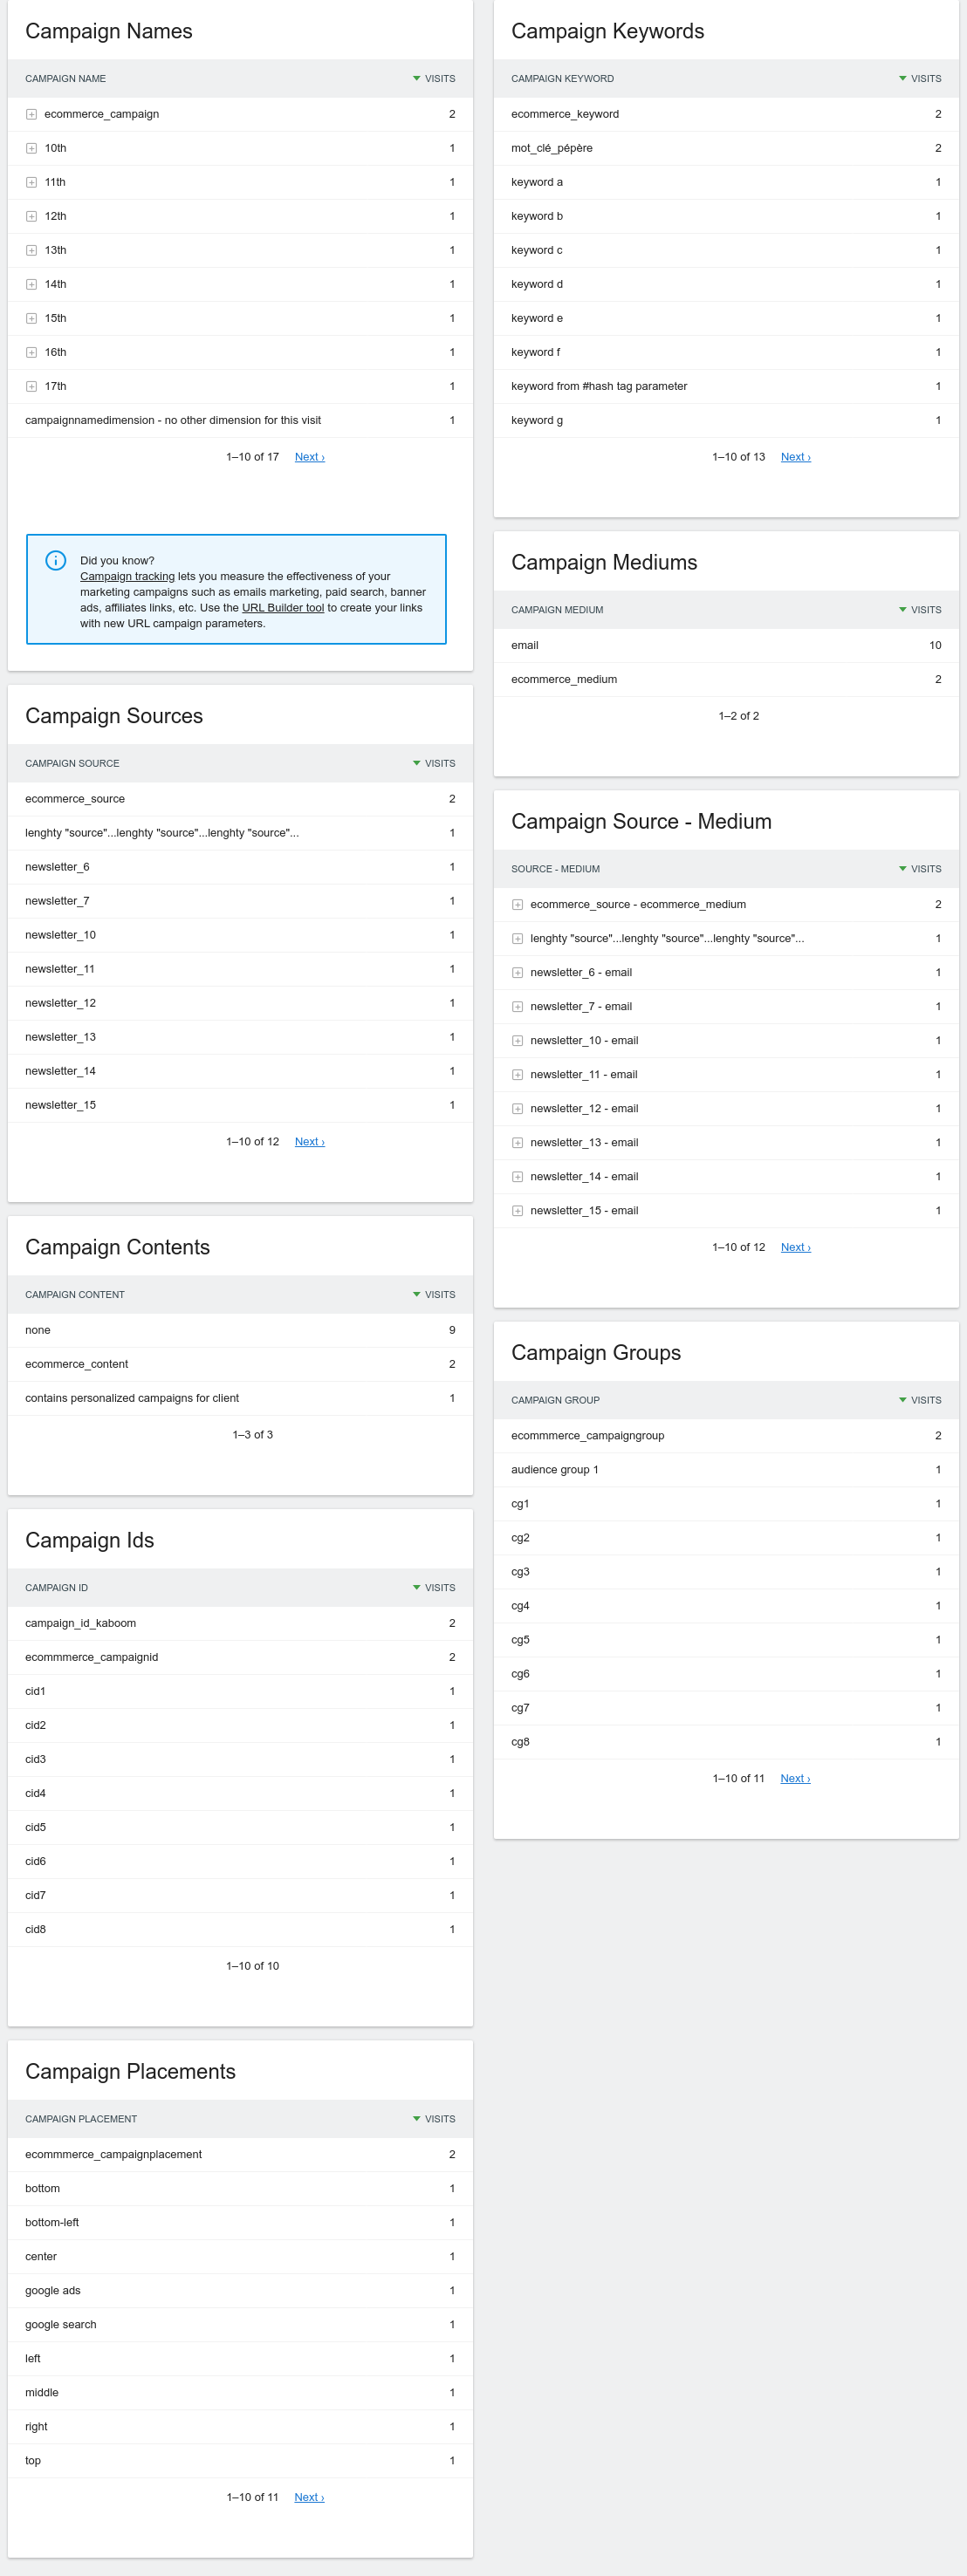 Campaign Names
CAMPAIGN NAME VISITS
ecommerce_campaign 2
10th 1
11th 1
12th 1
13th 1
14th 1
15th 1
16th 1
17th 1
campaignnamedimension - no other dimension for this visit 1
1–10 of 17 Next ›
Did you know?
Campaign tracking lets you measure the effectiveness of your
marketing campaigns such as emails marketing, paid search, banner
ads, affiliates links, etc. Use the URL Builder tool to create your links
with new URL campaign parameters.
Campaign Sources
CAMPAIGN SOURCE VISITS
ecommerce_source 2
lenghty "source"...lenghty "source"...lenghty "source"... 1
newsletter_6 1
newsletter_7 1
newsletter_10 1
newsletter_11 1
newsletter_12 1
newsletter_13 1
newsletter_14 1
newsletter_15 1
1–10 of 12 Next ›
Campaign Contents
CAMPAIGN CONTENT VISITS
none 9
ecommerce_content 2
contains personalized campaigns for client 1
1–3 of 3
Campaign Ids
CAMPAIGN ID VISITS
campaign_id_kaboom 2
ecommmerce_campaignid 2
cid1 1
cid2 1
cid3 1
cid4 1
cid5 1
cid6 1
cid7 1
cid8 1
1–10 of 10
Campaign Placements
CAMPAIGN PLACEMENT VISITS
ecommmerce_campaignplacement 2
bottom 1
bottom-left 1
center 1
google ads 1
google search 1
left 1
middle 1
right 1
top 1
1–10 of 11 Next ›
Campaign Keywords
CAMPAIGN KEYWORD VISITS
ecommerce_keyword 2
mot_clé_pépère 2
keyword a 1
keyword b 1
keyword c 1
keyword d 1
keyword e 1
keyword f 1
keyword from #hash tag parameter 1
keyword g 1
1–10 of 13 Next ›
Campaign Mediums
CAMPAIGN MEDIUM VISITS
email 10
ecommerce_medium 2
1–2 of 2
Campaign Source - Medium
SOURCE - MEDIUM VISITS
ecommerce_source - ecommerce_medium 2
lenghty "source"...lenghty "source"...lenghty "source"... 1
newsletter_6 - email 1
newsletter_7 - email 1
newsletter_10 - email 1
newsletter_11 - email 1
newsletter_12 - email 1
newsletter_13 - email 1
newsletter_14 - email 1
newsletter_15 - email 1
1–10 of 12 Next ›
Campaign Groups
CAMPAIGN GROUP VISITS
ecommmerce_campaigngroup 2
audience group 1 1
cg1 1
cg2 1
cg3 1
cg4 1
cg5 1
cg6 1
cg7 1
cg8 1
1–10 of 11 Next ›